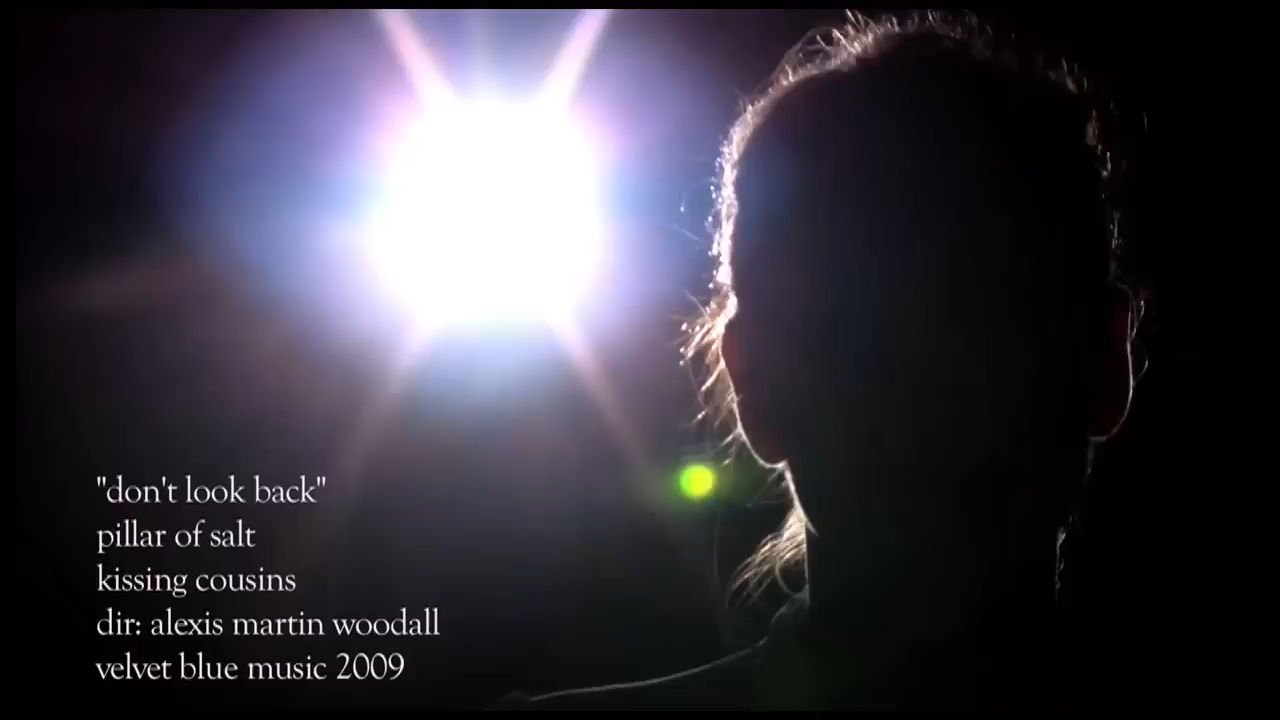 "don't look back"
pillar of salt
kissing cousins
dir: alexis martin woodall
velvet blue music 2009